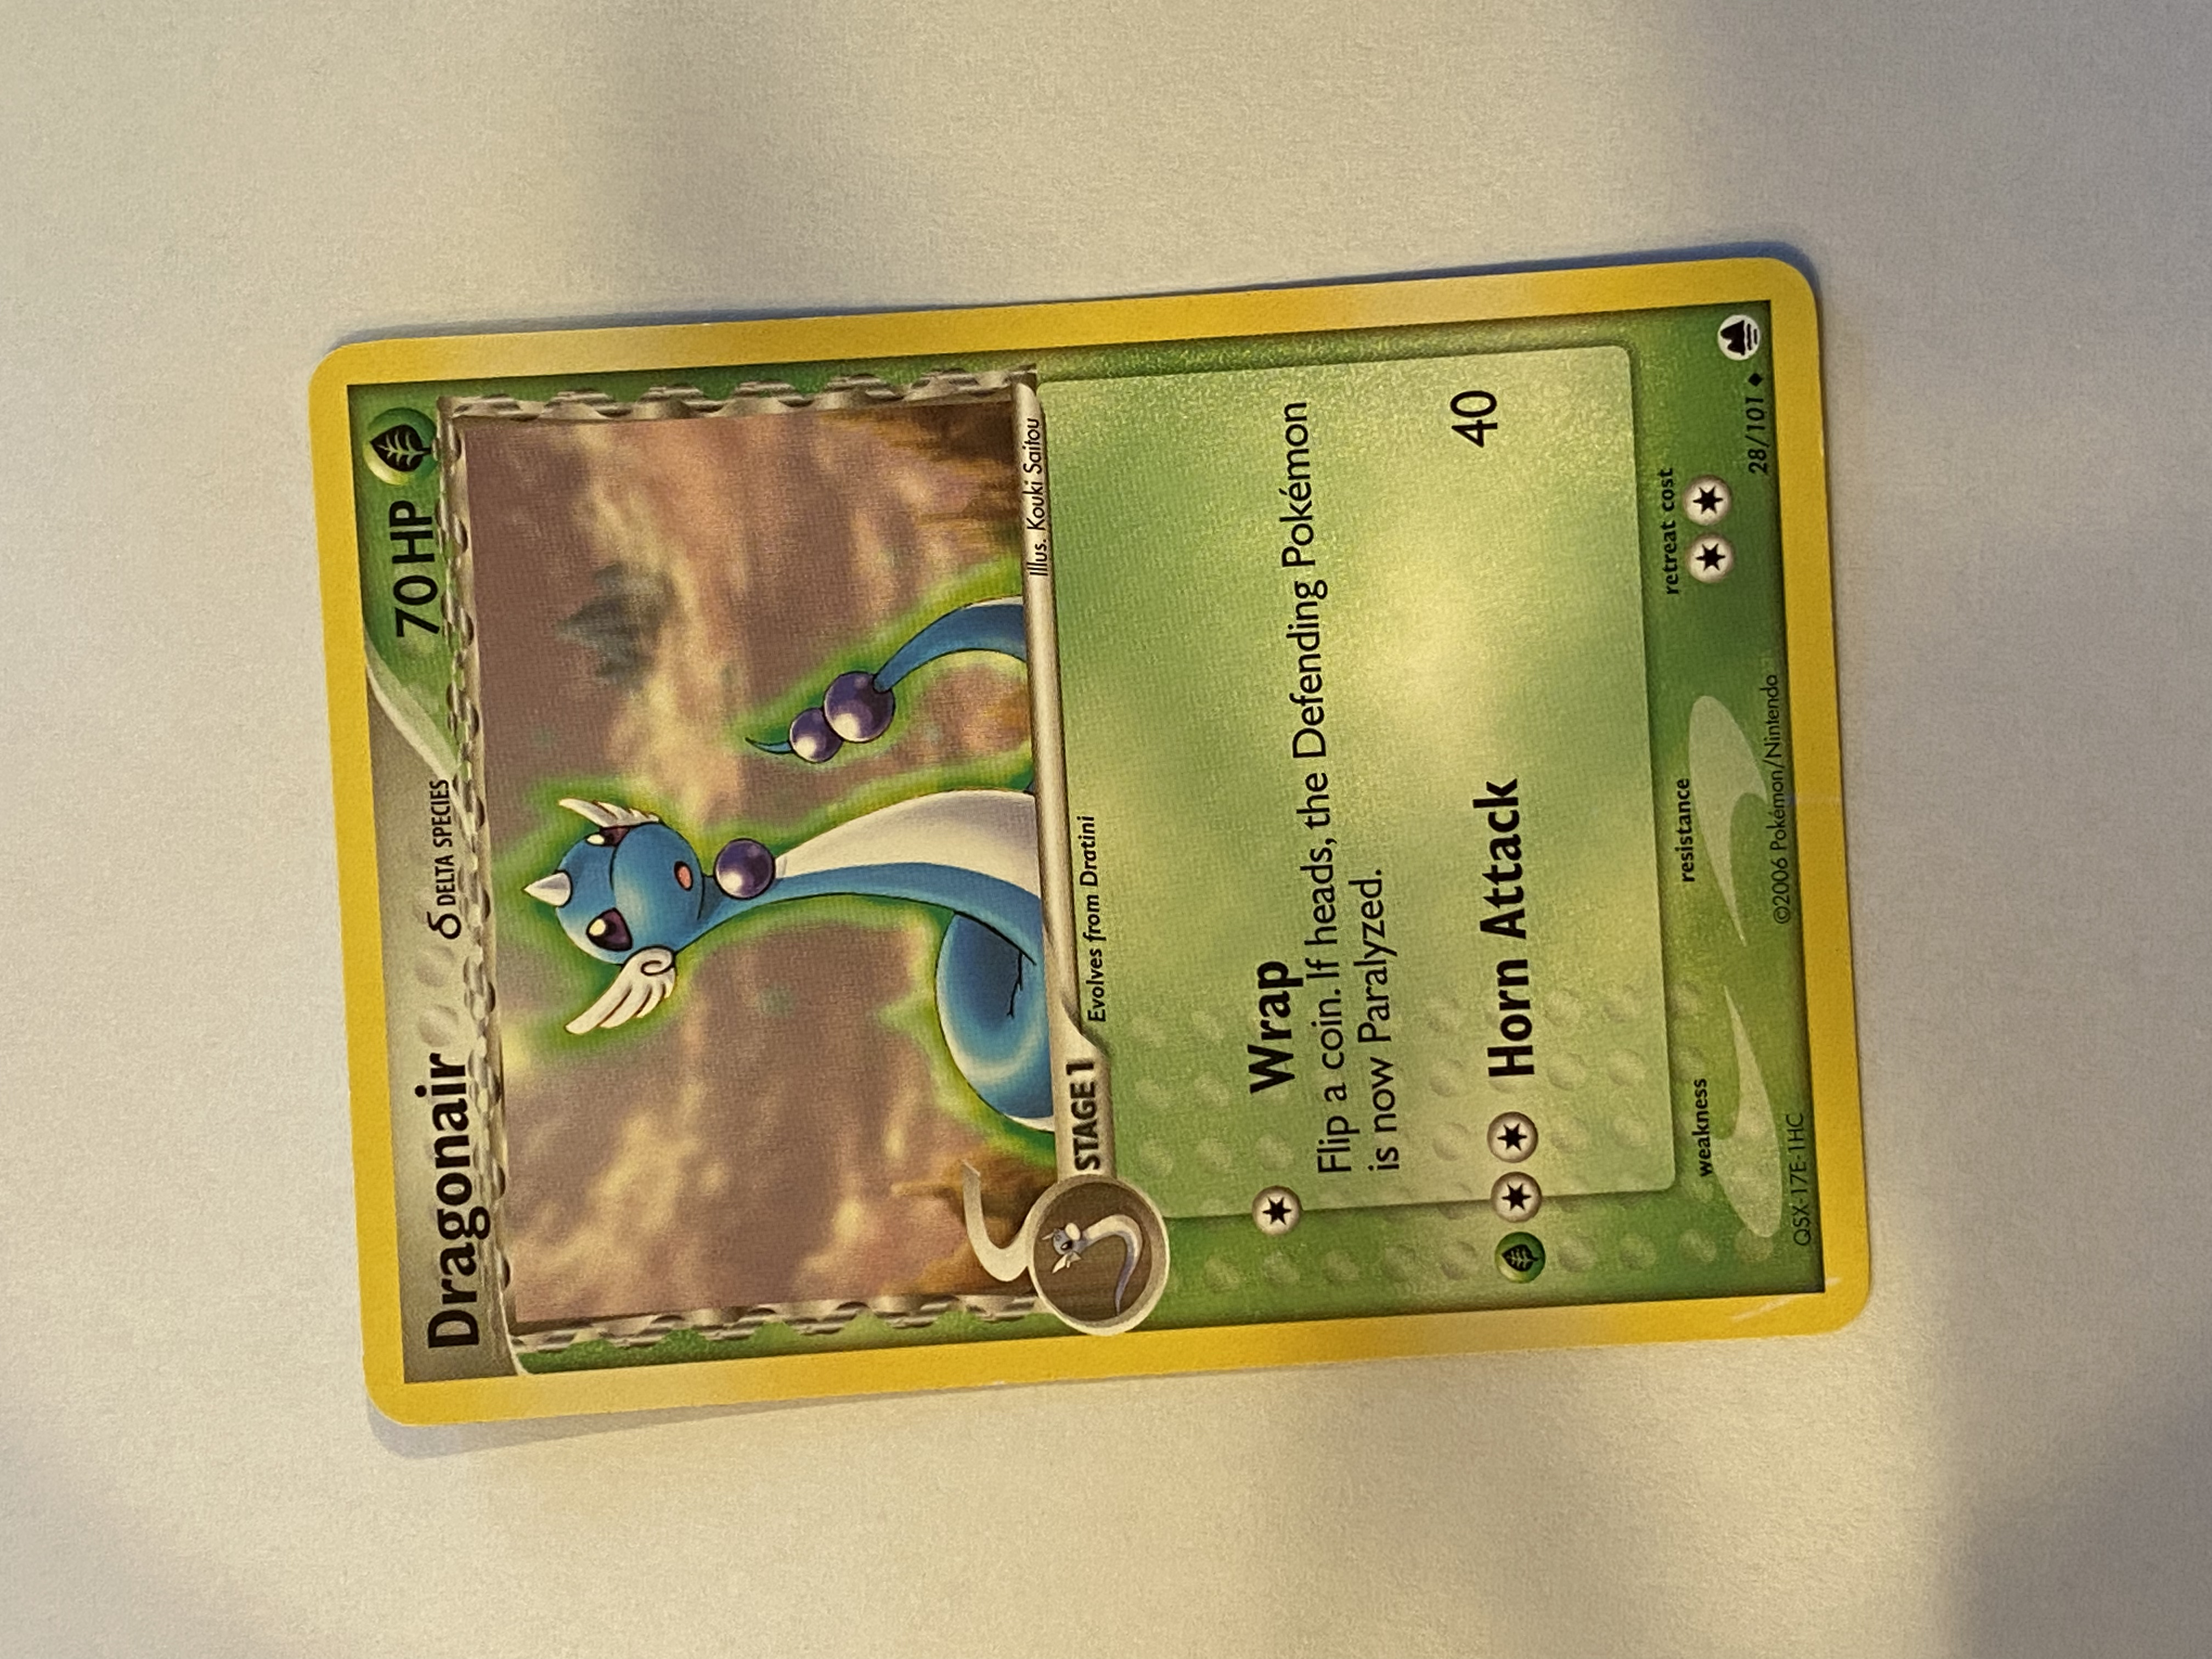 Dragonair δ DELTA SPECIES 70 HP
Illus. Kouki Saitou
STAGE 1 Evolves from Dratini
Wrap
Flip a coin. If heads, the Defending Pokémon
is now Paralyzed.
Horn Attack 40
weakness resistance retreat cost
28/101
QSX-17E-1HC ©2006 Pokémon/Nintendo